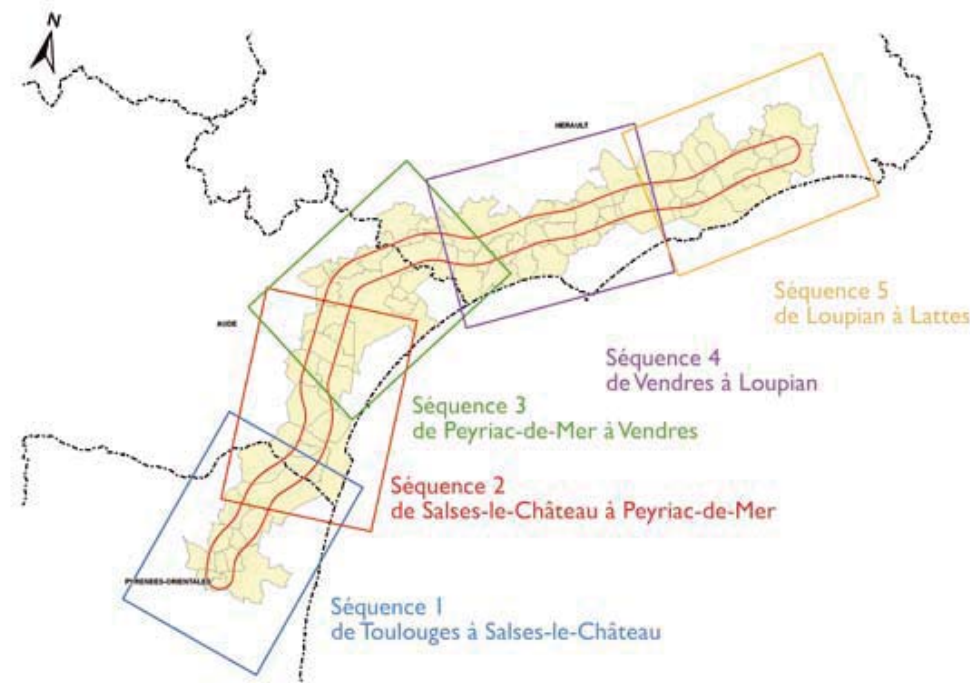 N
HERAULT
AUDE
PYRENEES-ORIENTALES
Séquence 5
de Loupian à Lattes
Séquence 4
de Vendres à Loupian
Séquence 3
de Peyriac-de-Mer à Vendres
Séquence 2
de Salses-le-Château à Peyriac-de-Mer
Séquence 1
de Toulouges à Salses-le-Château